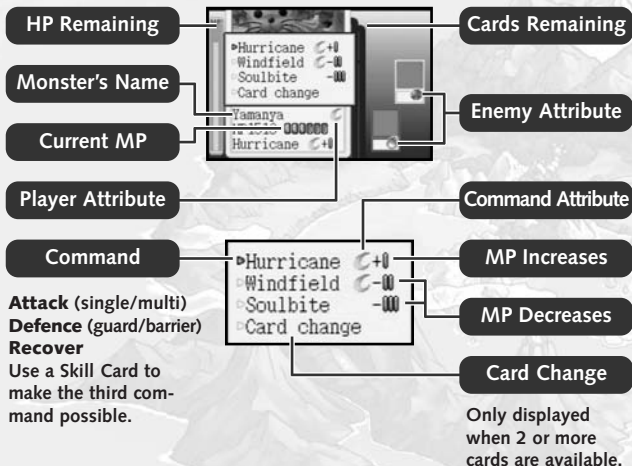 HP Remaining
Cards Remaining
Hurricane +
Windfield -
Soulbite -
Card change
Monster's Name
Yamanya
Enemy Attribute
Current MP
Hurricane +
Player Attribute
Command Attribute
Command
Hurricane +
MP Increases
Windfield -
Soulbite -
MP Decreases
Card change
Attack (single/multi)
Defence (guard/barrier)
Recover
Use a Skill Card to
make the third com-
mand possible.
Card Change
Only displayed
when 2 or more
cards are available.